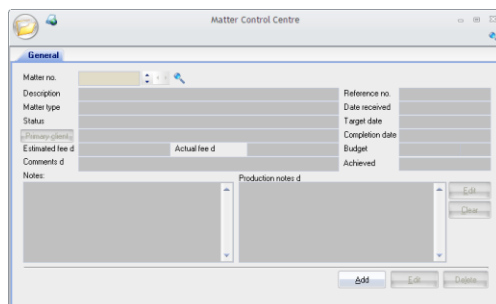 Matter Control Centre
General
Matter no.
Description
Reference no.
Matter type
Date received
Status
Target date
Primary client
Completion date
Estimated fee d
Actual fee d
Budget
Comments d
Achieved
Notes:
Production notes d
Edit
Clear
Add
Edit
Delete